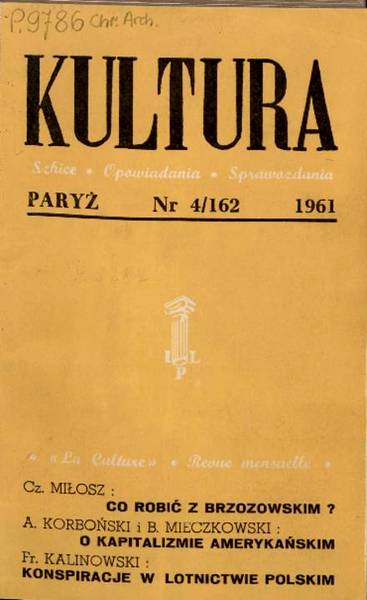 P.9786 Chr. Arch.
KULTURA
Szkice • Opowiadania • Sprawozdania
PARYŻ Nr 4/162 1961
I L
P
• «La Culture» • Revue mensuelle •
Cz. MIŁOSZ :
CO ROBIĆ Z BRZOZOWSKIM ?
A. KORBOŃSKI i B. MIECZKOWSKI :
O KAPITALIZMIE AMERYKAŃSKIM
Fr. KALINOWSKI :
KONSPIRACJE W LOTNICTWIE POLSKIM